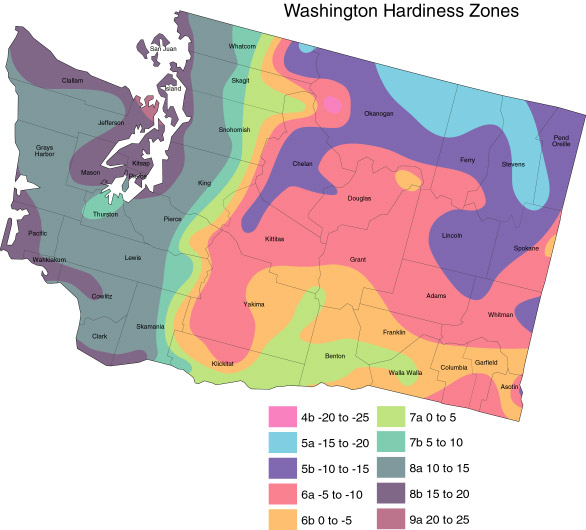 Washington Hardiness Zones
San Juan
Whatcom
Skagit
Island
Clallam
Jefferson
Snohomish
Okanogan
Pend
Oreille
Ferry
Stevens
Grays
Harbor
Mason
Kitsap
Pierce
King
Chelan
Douglas
Thurston
Pierce
Kittitas
Lincoln
Spokane
Pacific
Lewis
Grant
Wahkiakum
Cowlitz
Yakima
Adams
Whitman
Clark
Skamania
Klickitat
Benton
Franklin
Walla Walla
Columbia
Garfield
Asotin
4b -20 to -25
5a -15 to -20
5b -10 to -15
6a -5 to -10
6b 0 to -5
7a 0 to 5
7b 5 to 10
8a 10 to 15
8b 15 to 20
9a 20 to 25